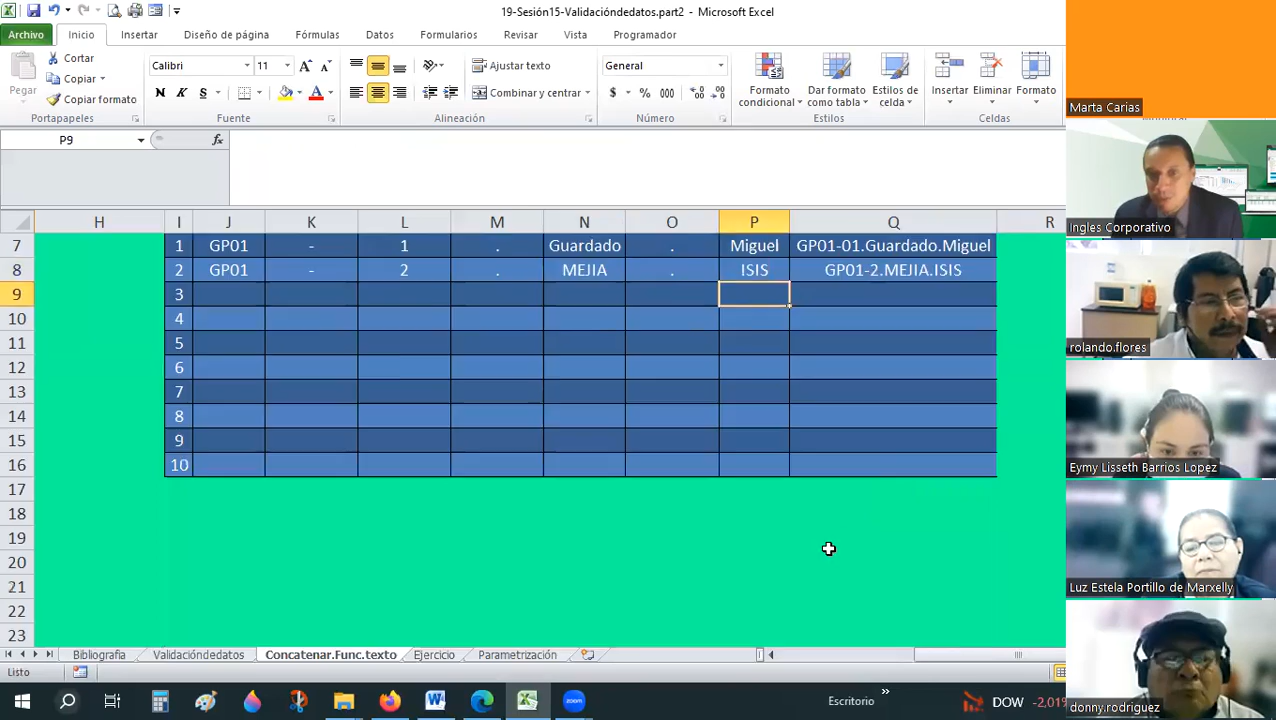 19-Sesión15-Validacióndedatos.part2 - Microsoft Excel
Archivo Inicio Insertar Diseño de página Fórmulas Datos Formularios Revisar Vista Programador
Cortar
Copiar
Copiar formato
Pegar
Portapapeles
Calibri 11
N K S
Fuente
Ajustar texto
Combinar y centrar
Alineación
General
$ % 000
Número
Formato condicional
Dar formato como tabla
Estilos de celda
Estilos
Insertar Eliminar Formato
Celdas
P9 fx
H I J K L M N O P Q R
7 1 GP01 - 1 . Guardado . Miguel GP01-01.Guardado.Miguel
8 2 GP01 - 2 . MEJIA . ISIS GP01-2.MEJIA.ISIS
9 3
10 4
11 5
12 6
13 7
14 8
15 9
16 10
17
18
19
20
21
22
23
Bibliografia Validacióndedatos Concatenar.Func.texto Ejercício Parametrización
Listo
Escritorio » DOW -2,01%
Marta Carias
Ingles Corporativo
rolando.flores
Eymy Lisseth Barrios Lopez
Luz Estela Portillo de Marxelly
donny.rodriguez